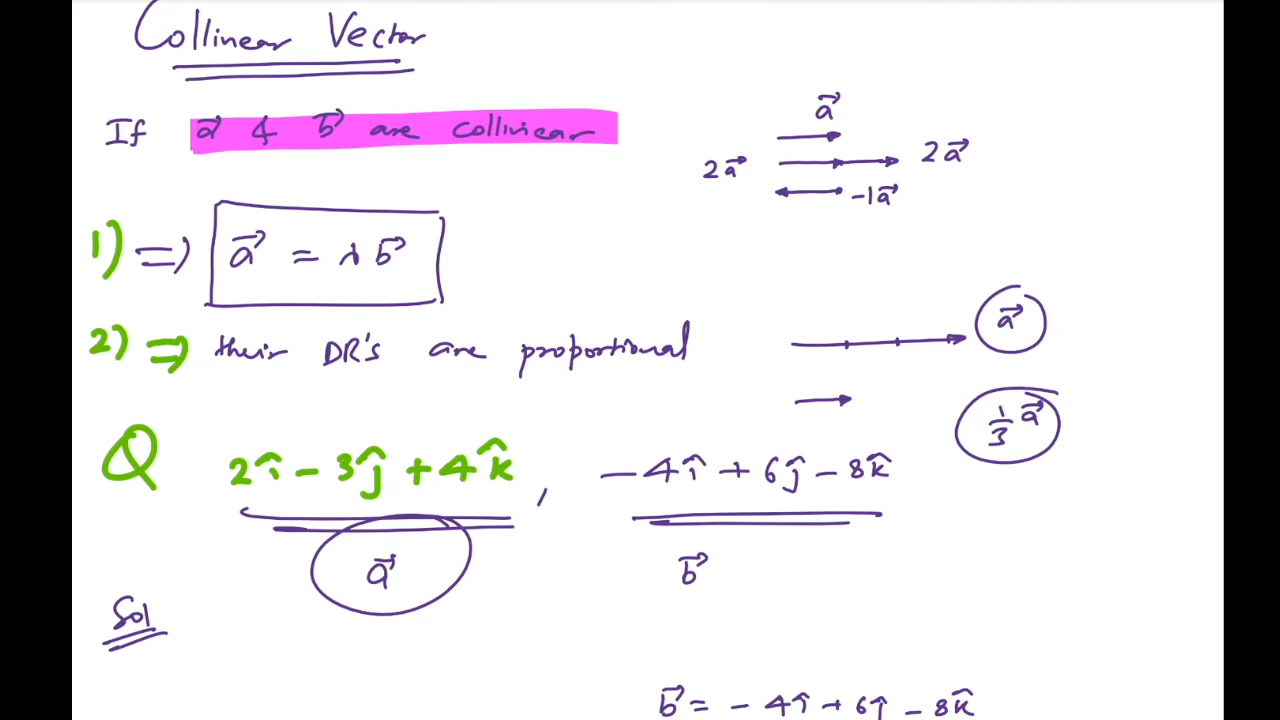 Collinear Vector
If a⃗ & b⃗ are collinear
a⃗
2a⃗ 2a⃗
-1a⃗
1) ⇒ a⃗ = λ b⃗
2) ⇒ their DR's are proportional
a⃗
1/3 a⃗
Q 2î - 3ĵ + 4k̂ , -4î + 6ĵ - 8k̂
a⃗ b⃗
Sol
b⃗ = - 4î + 6ĵ - 8k̂